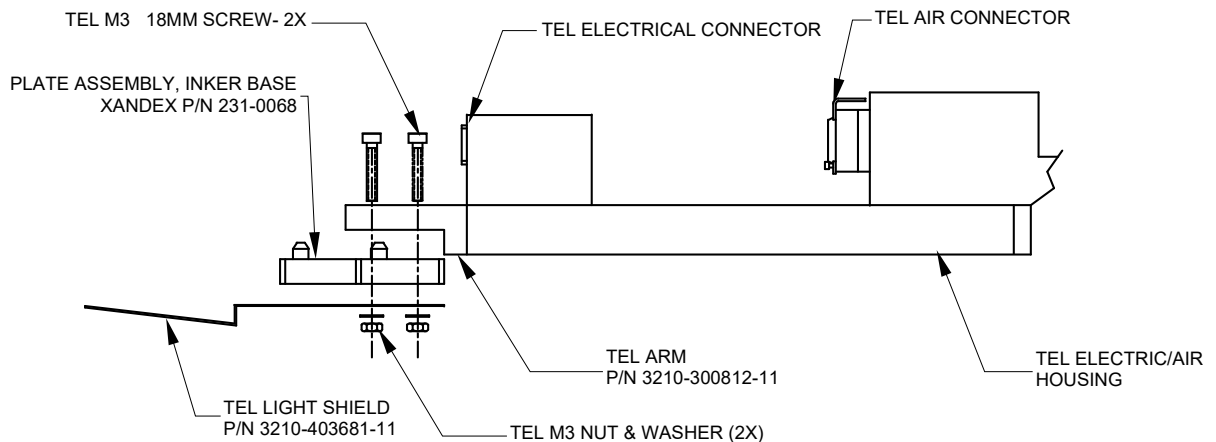 TEL M3 18MM SCREW- 2X
TEL ELECTRICAL CONNECTOR
TEL AIR CONNECTOR
PLATE ASSEMBLY, INKER BASE
XANDEX P/N 231-0068
TEL ARM
P/N 3210-300812-11
TEL ELECTRIC/AIR
HOUSING
TEL LIGHT SHIELD
P/N 3210-403681-11
TEL M3 NUT & WASHER (2X)